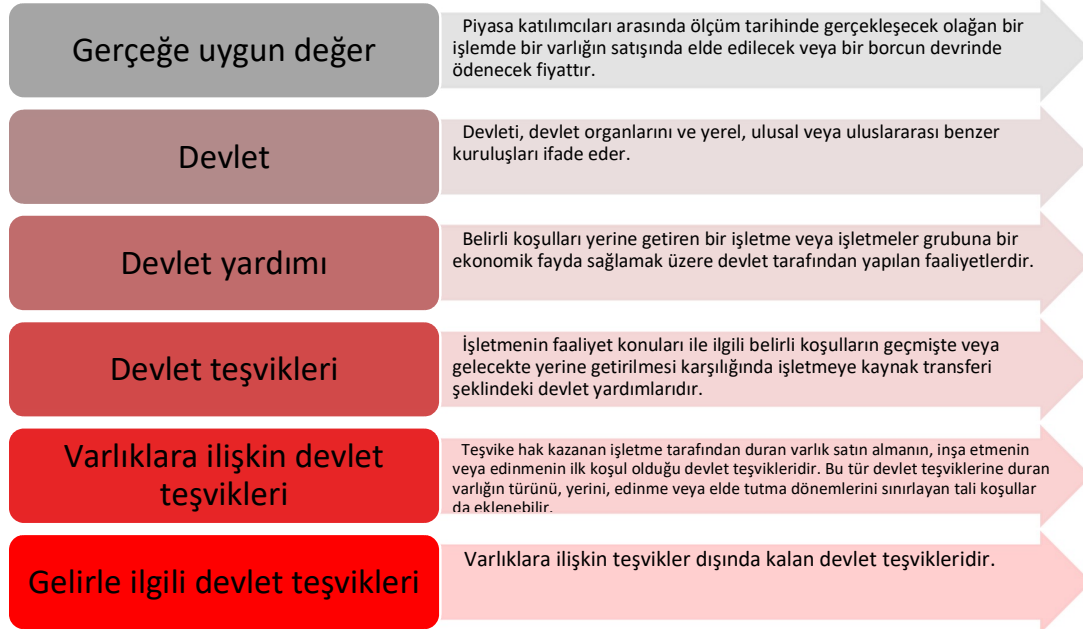 Gerçeğe uygun değer
Piyasa katılımcıları arasında ölçüm tarihinde gerçekleşecek olağan bir
işlemde bir varlığın satışında elde edilecek veya bir borcun devrinde
ödenecek fiyattır.
Devlet
Devleti, devlet organlarını ve yerel, ulusal veya uluslararası benzer
kuruluşları ifade eder.
Devlet yardımı
Belirli koşulları yerine getiren bir işletme veya işletmeler grubuna bir
ekonomik fayda sağlamak üzere devlet tarafından yapılan faaliyetlerdir.
Devlet teşvikleri
İşletmenin faaliyet konuları ile ilgili belirli koşulların geçmişte veya
gelecekte yerine getirilmesi karşılığında işletmeye kaynak transferi
şeklindeki devlet yardımlarıdır.
Varlıklara ilişkin devlet
teşvikleri
Teşvike hak kazanan işletme tarafından duran varlık satın almanın, inşa etmenin
veya edinmenin ilk koşul olduğu devlet teşvikleridir. Bu tür devlet teşviklerine duran
varlığın türünü, yerini, edinme veya elde tutma dönemlerini sınırlayan tali koşullar
da eklenebilir.
Gelirle ilgili devlet teşvikleri
Varlıklara ilişkin teşvikler dışında kalan devlet teşvikleridir.